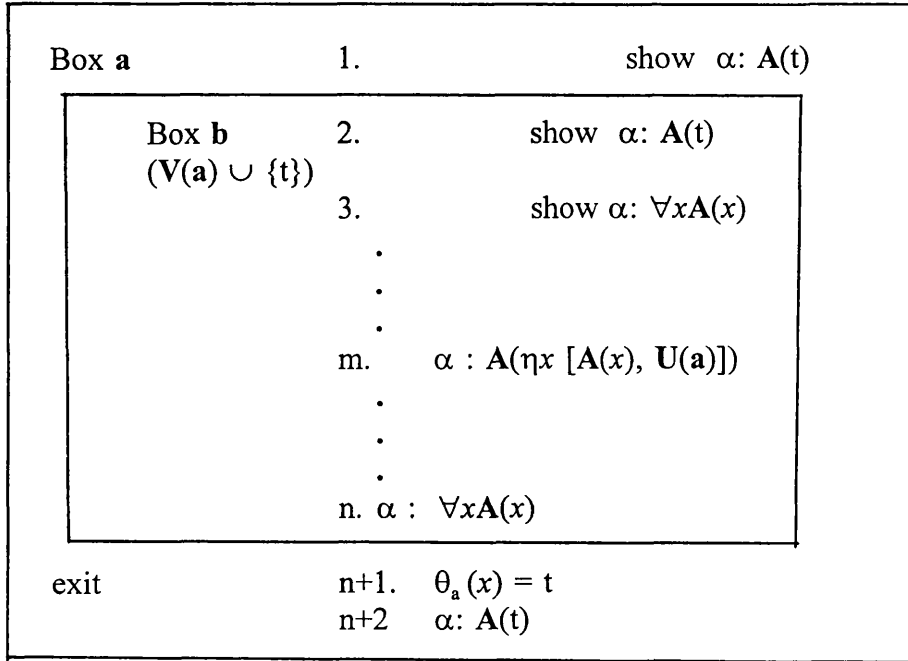 Box a 1. show α: A(t)
Box b 2. show α: A(t)
(V(a) ∪ {t})
3. show α: ∀xA(x)
.
.
.
m. α : A(ηx [A(x), U(a)])
.
.
.
n. α : ∀xA(x)
exit n+1. θₐ (x) = t
n+2 α: A(t)